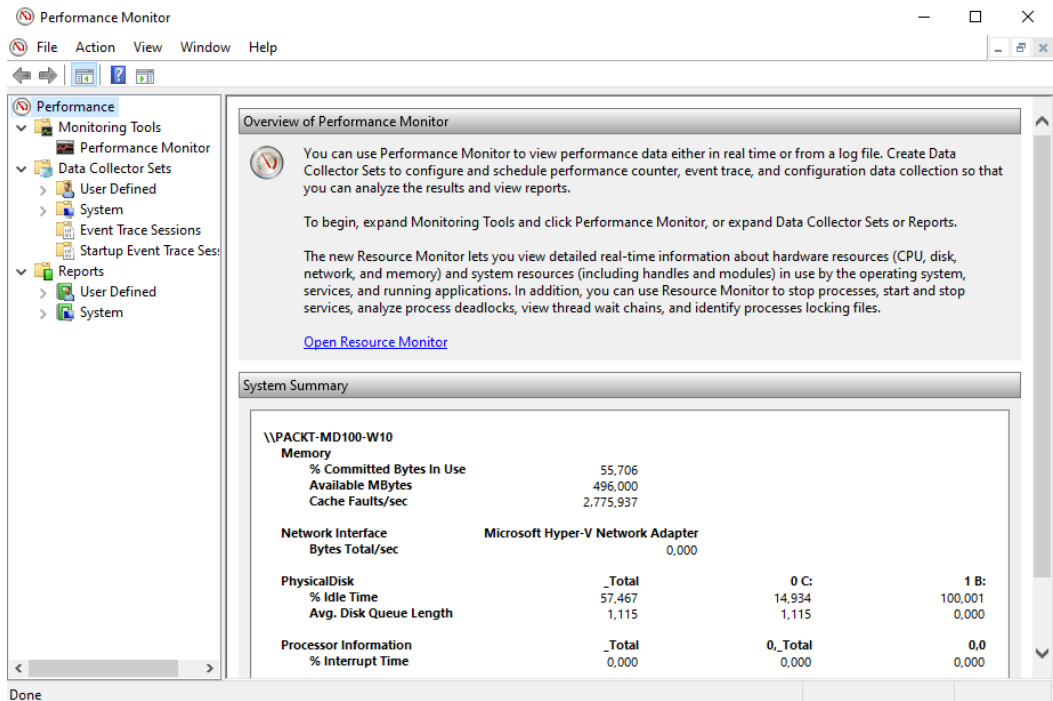 Performance Monitor
File Action View Window Help
Performance
Monitoring Tools
Performance Monitor
Data Collector Sets
User Defined
System
Event Trace Sessions
Startup Event Trace Ses
Reports
User Defined
System
Overview of Performance Monitor
You can use Performance Monitor to view performance data either in real time or from a log file. Create Data
Collector Sets to configure and schedule performance counter, event trace, and configuration data collection so that
you can analyze the results and view reports.
To begin, expand Monitoring Tools and click Performance Monitor, or expand Data Collector Sets or Reports.
The new Resource Monitor lets you view detailed real-time information about hardware resources (CPU, disk,
network, and memory) and system resources (including handles and modules) in use by the operating system,
services, and running applications. In addition, you can use Resource Monitor to stop processes, start and stop
services, analyze process deadlocks, view thread wait chains, and identify processes locking files.
Open Resource Monitor
System Summary
\\PACKT-MD100-W10
Memory
% Committed Bytes In Use 55,706
Available MBytes 496,000
Cache Faults/sec 2.775,937
Network Interface Microsoft Hyper-V Network Adapter
Bytes Total/sec 0,000
PhysicalDisk _Total 0 C: 1 B:
% Idle Time 57,467 14,934 100,001
Avg. Disk Queue Length 1,115 1,115 0,000
Processor Information _Total 0,_Total 0,0
% Interrupt Time 0,000 0,000 0,000
Done